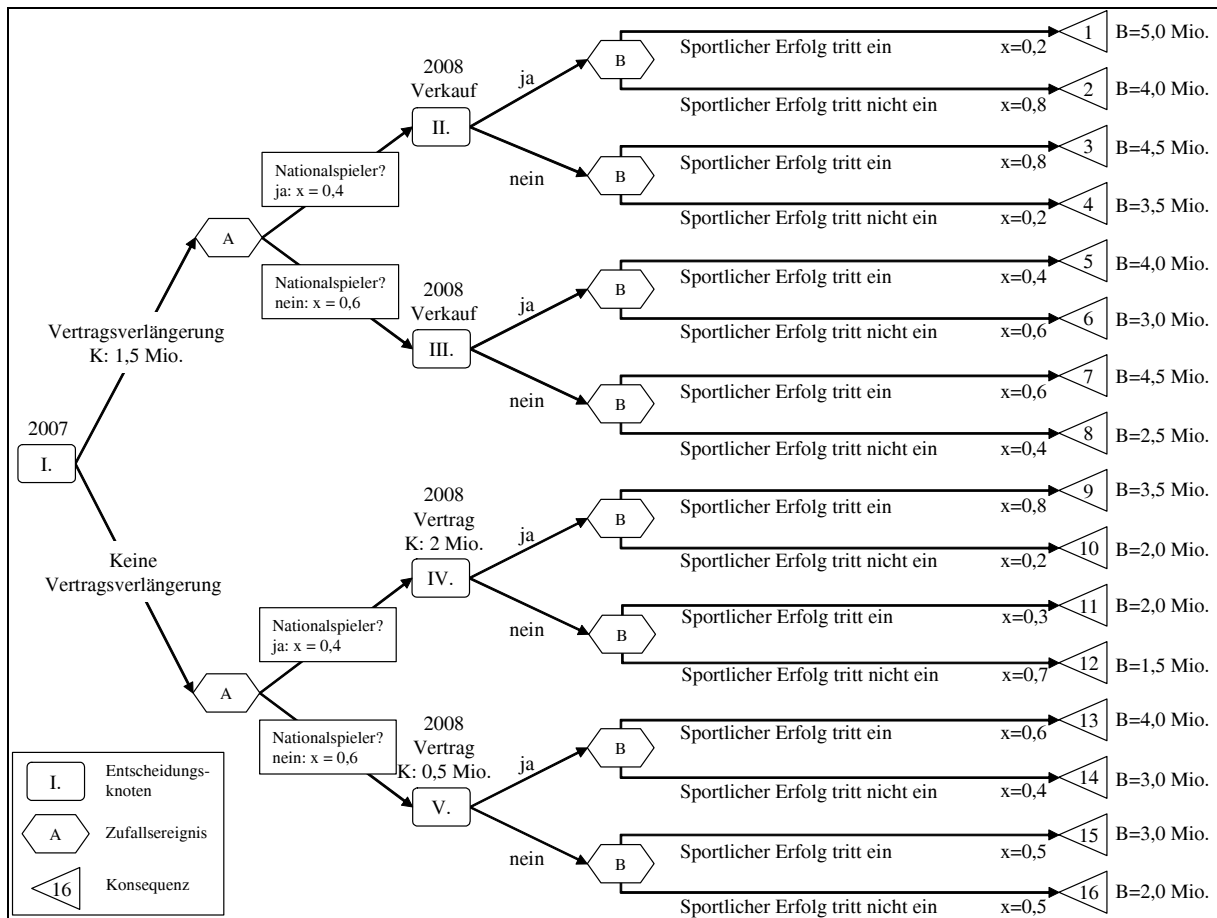 1
B=5,0 Mio.
B
Sportlicher Erfolg tritt ein
x=0,2
2008
Verkauf
ja
2
B=4,0 Mio.
Sportlicher Erfolg tritt nicht ein
x=0,8
II.
3
B=4,5 Mio.
Sportlicher Erfolg tritt ein
x=0,8
Nationalspieler?
ja: x = 0,4
nein
B
4
B=3,5 Mio.
Sportlicher Erfolg tritt nicht ein
x=0,2
A
5
B=4,0 Mio.
Sportlicher Erfolg tritt ein
x=0,4
Nationalspieler?
nein: x = 0,6
2008
Verkauf
ja
B
6
B=3,0 Mio.
Sportlicher Erfolg tritt nicht ein
x=0,6
Vertragsverlängerung
K: 1,5 Mio.
III.
7
B=4,5 Mio.
Sportlicher Erfolg tritt ein
x=0,6
nein
B
8
B=2,5 Mio.
Sportlicher Erfolg tritt nicht ein
x=0,4
2007
I.
9
B=3,5 Mio.
Sportlicher Erfolg tritt ein
x=0,8
2008
Vertrag
K: 2 Mio.
ja
B
10
B=2,0 Mio.
Sportlicher Erfolg tritt nicht ein
x=0,2
Keine
Vertragsverlängerung
IV.
11
B=2,0 Mio.
Sportlicher Erfolg tritt ein
x=0,3
Nationalspieler?
ja: x = 0,4
nein
B
12
B=1,5 Mio.
Sportlicher Erfolg tritt nicht ein
x=0,7
A
13
B=4,0 Mio.
Sportlicher Erfolg tritt ein
x=0,6
Nationalspieler?
nein: x = 0,6
2008
Vertrag
K: 0,5 Mio.
ja
B
14
B=3,0 Mio.
Sportlicher Erfolg tritt nicht ein
x=0,4
V.
15
B=3,0 Mio.
Sportlicher Erfolg tritt ein
x=0,5
nein
B
16
B=2,0 Mio.
Sportlicher Erfolg tritt nicht ein
x=0,5
I.
Entscheidungs-
knoten
A
Zufallsereignis
16
Konsequenz